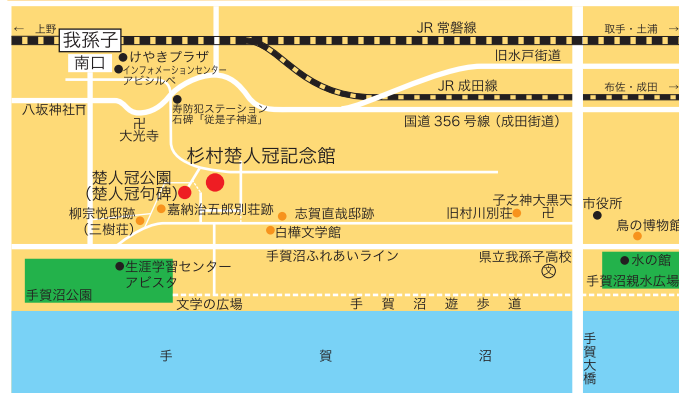 ← 上野
JR 常磐線
取手・土浦 →
我孫子
南口
けやきプラザ
インフォメーションセンター
アビシルベ
旧水戸街道
JR 成田線
布佐・成田 →
八坂神社
寿防犯ステーション
石碑「従是子神道」
卍
大光寺
国道 356 号線（成田街道）
杉村楚人冠記念館
楚人冠公園
（楚人冠句碑）
嘉納治五郎別荘跡
柳宗悦邸跡
（三樹荘）
志賀直哉邸跡
白樺文学館
子之神大黒天
卍
旧村川別荘
市役所
鳥の博物館
手賀沼ふれあいライン
県立我孫子高校
文
水の館
手賀沼親水広場
生涯学習センター
アビスタ
手賀沼公園
文学の広場
手賀沼遊歩道
手賀沼
手賀大橋